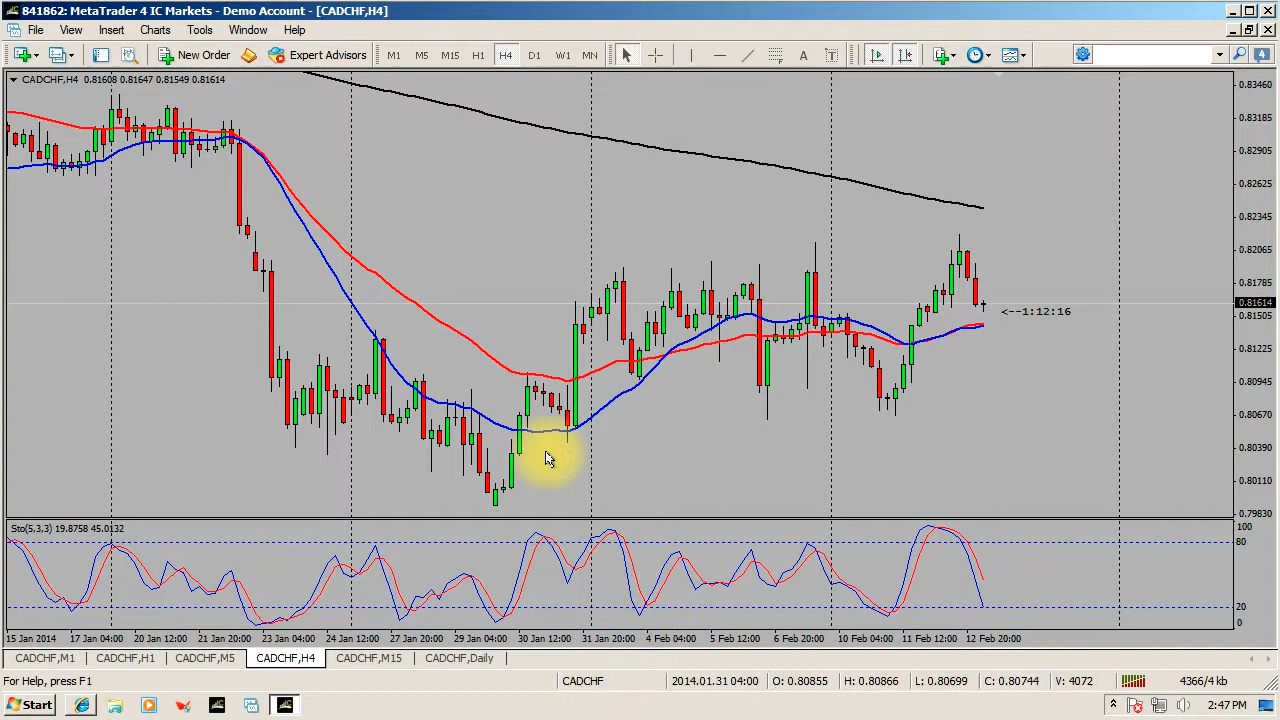 841862: MetaTrader 4 IC Markets - Demo Account - [CADCHF,H4]
File View Insert Charts Tools Window Help
New Order Expert Advisors M1 M5 M15 H1 H4 D1 W1 MN A T 4
CADCHF,H4 0.81608 0.81647 0.81549 0.81614
0.83460
0.83185
0.82905
0.82625
0.82345
0.82065
0.81785
0.81614
<--1:12:16
0.81505
0.81225
0.80945
0.80670
0.80390
0.80110
0.79830
Sto(5,3,3) 19.8758 45.0132
100
80
20
0
15 Jan 2014 17 Jan 04:00 20 Jan 12:00 21 Jan 20:00 23 Jan 04:00 24 Jan 12:00 27 Jan 20:00 29 Jan 04:00 30 Jan 12:00 31 Jan 20:00 4 Feb 04:00 5 Feb 12:00 6 Feb 20:00 10 Feb 04:00 11 Feb 12:00 12 Feb 20:00
CADCHF,M1 CADCHF,H1 CADCHF,M5 CADCHF,H4 CADCHF,M15 CADCHF,Daily
For Help, press F1 CADCHF 2014.01.31 04:00 O: 0.80855 H: 0.80866 L: 0.80699 C: 0.80744 V: 4072 4366/4 kb
Start 2:47 PM